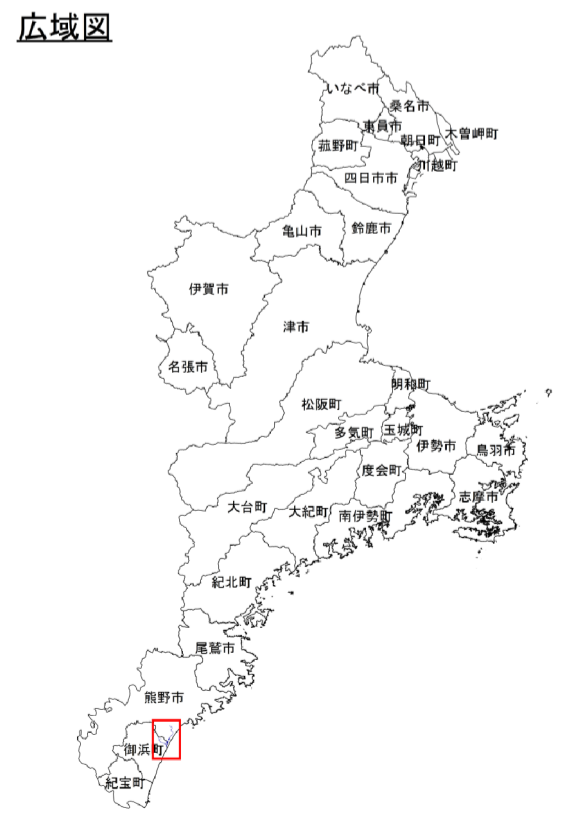 広域図
いなべ市
桑名市
東員市
木曽岬町
朝日町
菰野町
川越町
四日市市
亀山市
鈴鹿市
伊賀市
津市
名張市
明和町
松阪町
多気町
玉城町
伊勢市
鳥羽市
度会町
志摩市
大台町
大紀町
南伊勢町
紀北町
尾鷲市
熊野市
御浜町
紀宝町